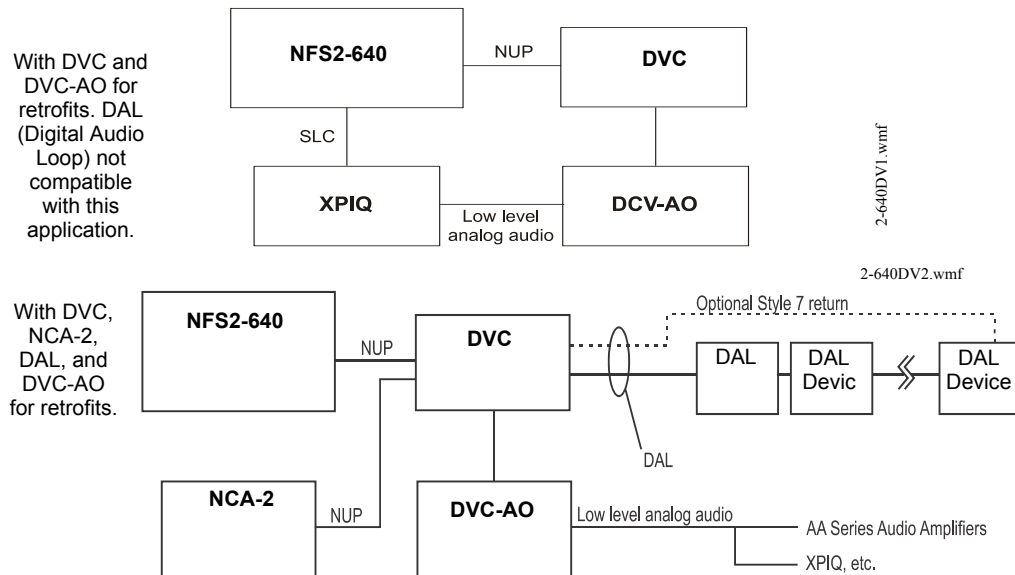 With DVC and
DVC-AO for
retrofits. DAL
(Digital Audio
Loop) not
compatible
with this
application.
NFS2-640
NUP
DVC
SLC
XPIQ
Low level
analog audio
DCV-AO
2-640DV1.wmf
2-640DV2.wmf
With DVC,
NCA-2,
DAL, and
DVC-AO
for retrofits.
NFS2-640
NUP
DVC
Optional Style 7 return
DAL
DAL
Devic
DAL
Device
DAL
NCA-2
NUP
DVC-AO
Low level analog audio
AA Series Audio Amplifiers
XPIQ, etc.